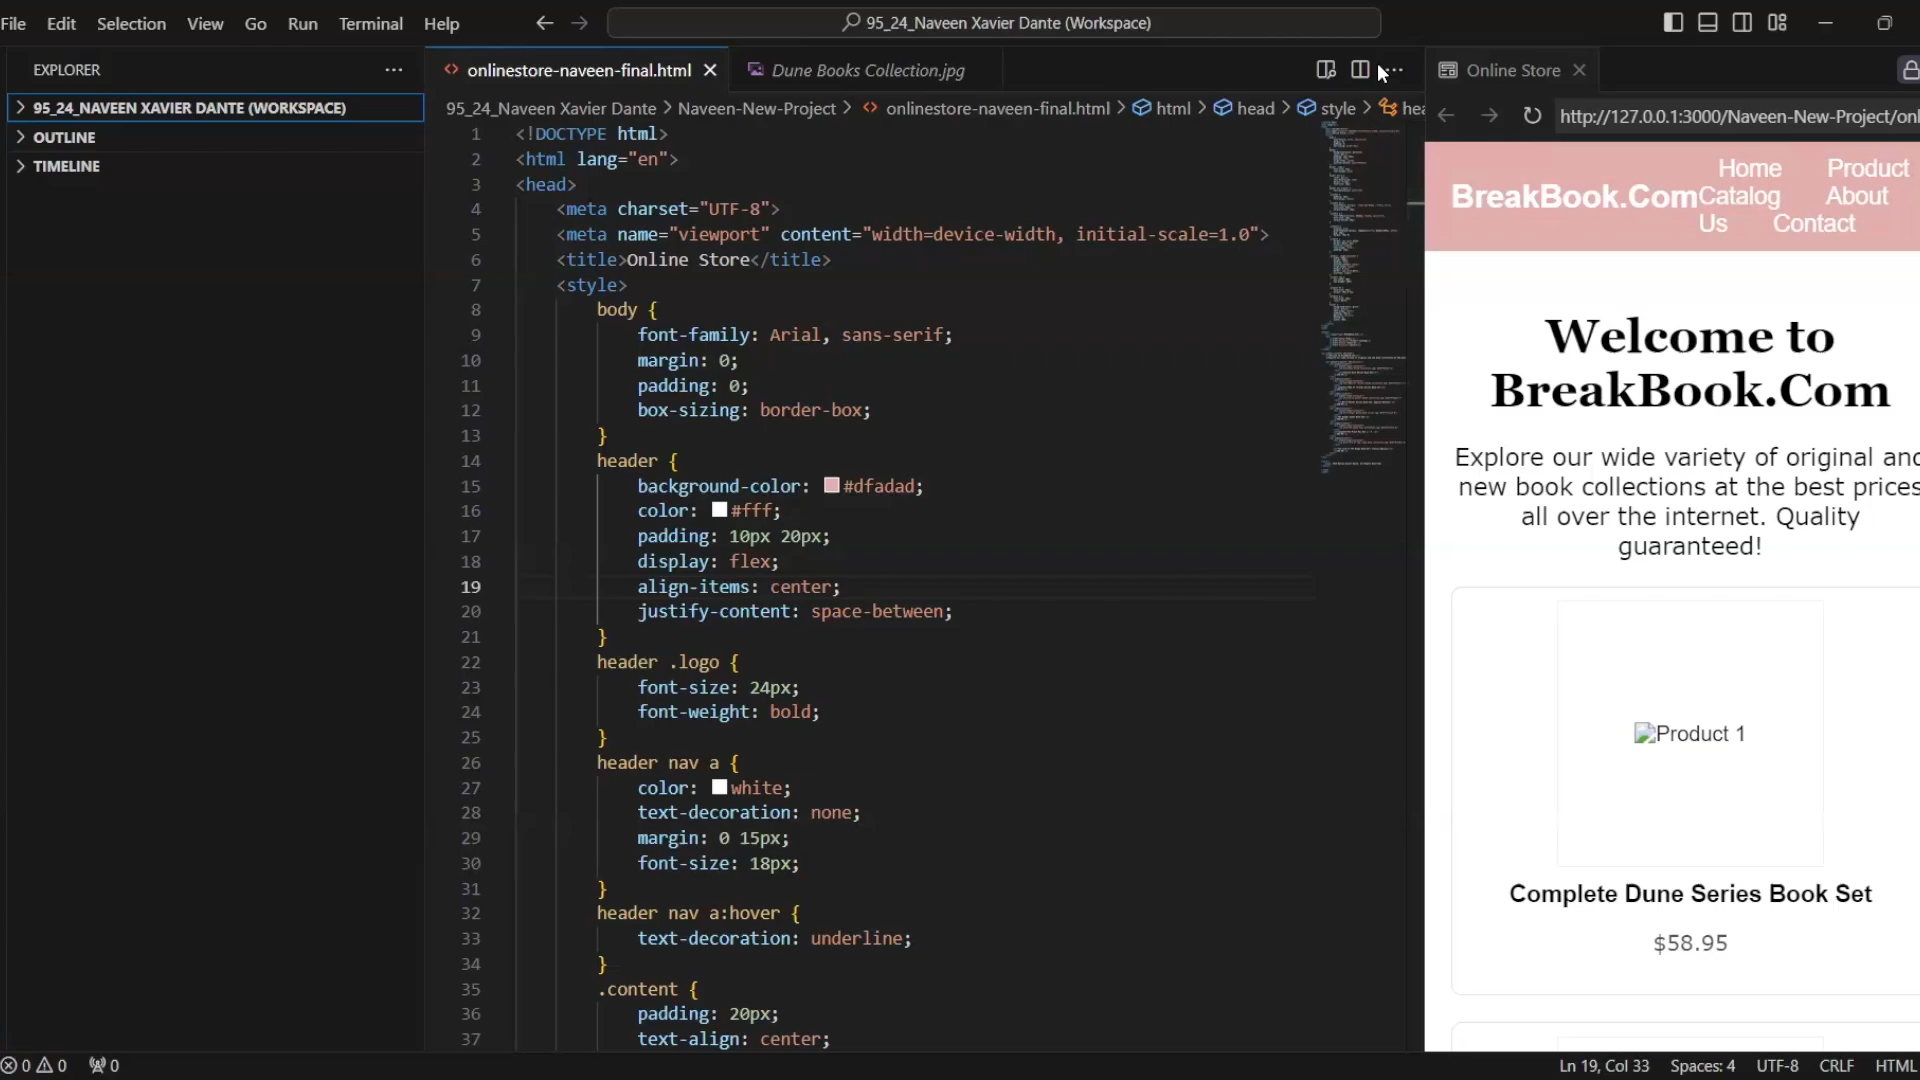 File Edit Selection View Go Run Terminal Help
95_24_Naveen Xavier Dante (Workspace)
EXPLORER
95_24_NAVEEN XAVIER DANTE (WORKSPACE)
OUTLINE
TIMELINE
onlinestore-naveen-final.html
Dune Books Collection.jpg
95_24_Naveen Xavier Dante > Naveen-New-Project > onlinestore-naveen-final.html > html > head > style > hea
1 <!DOCTYPE html>
2 <html lang="en">
3 <head>
4 <meta charset="UTF-8">
5 <meta name="viewport" content="width=device-width, initial-scale=1.0">
6 <title>Online Store</title>
7 <style>
8 body {
9 font-family: Arial, sans-serif;
10 margin: 0;
11 padding: 0;
12 box-sizing: border-box;
13 }
14 header {
15 background-color: #dfadad;
16 color: #fff;
17 padding: 10px 20px;
18 display: flex;
19 align-items: center;
20 justify-content: space-between;
21 }
22 header .logo {
23 font-size: 24px;
24 font-weight: bold;
25 }
26 header nav a {
27 color: white;
28 text-decoration: none;
29 margin: 0 15px;
30 font-size: 18px;
31 }
32 header nav a:hover {
33 text-decoration: underline;
34 }
35 .content {
36 padding: 20px;
37 text-align: center;
Online Store
http://127.0.0.1:3000/Naveen-New-Project/onl
BreakBook.Com
Home Product
Catalog About
Us Contact
Welcome to
BreakBook.Com
Explore our wide variety of original and
new book collections at the best prices
all over the internet. Quality
guaranteed!
Product 1
Complete Dune Series Book Set
$58.95
0 0 0
Ln 19, Col 33 Spaces: 4 UTF-8 CRLF HTML